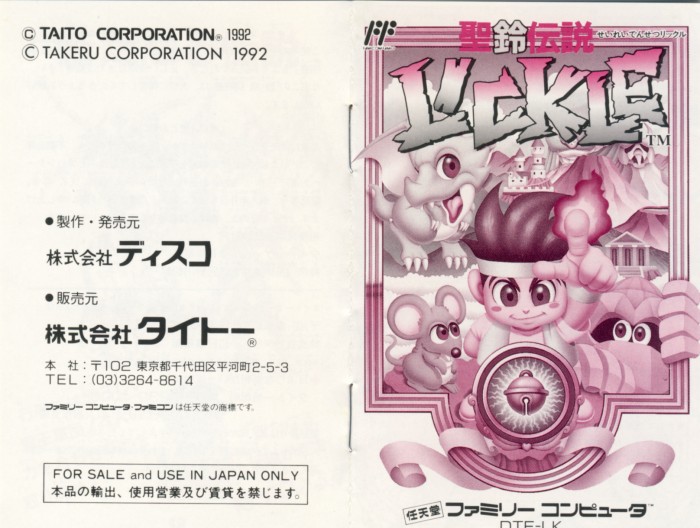 © TAITO CORPORATION® 1992
© TAKERU CORPORATION 1992
●製作・発売元
株式会社 ディスコ
●販売元
株式会社 タイトー®
本 社:〒102 東京都千代田区平河町2-5-3
TEL:(03)3264-8614
ファミリーコンピュータ・ファミコンは任天堂の商標です。
FOR SALE and USE IN JAPAN ONLY
本品の輸出、使用営業及び賃貸を禁じます。
聖鈴伝説 せいれいてんせつリックル
LICKLE™
任天堂 ファミリー コンピュータ™
DTF-LK